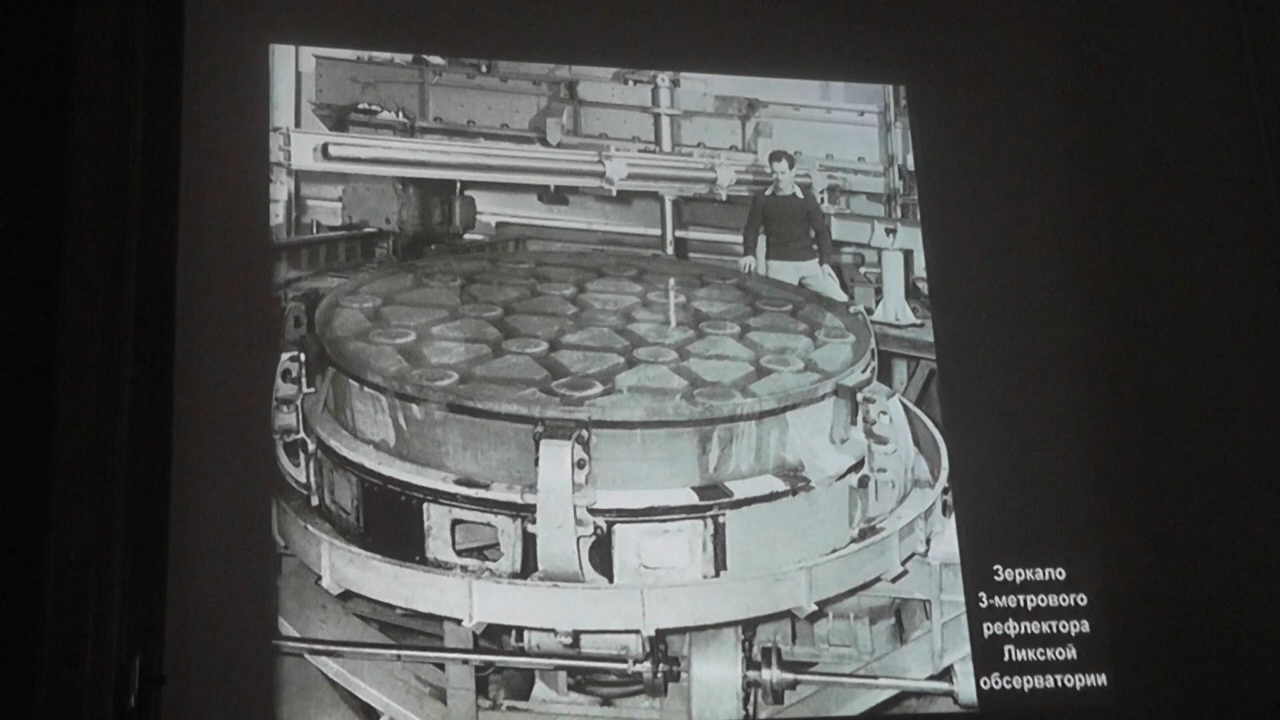 Зеркало
3-метрового
рефлектора
Ликской
обсерватории